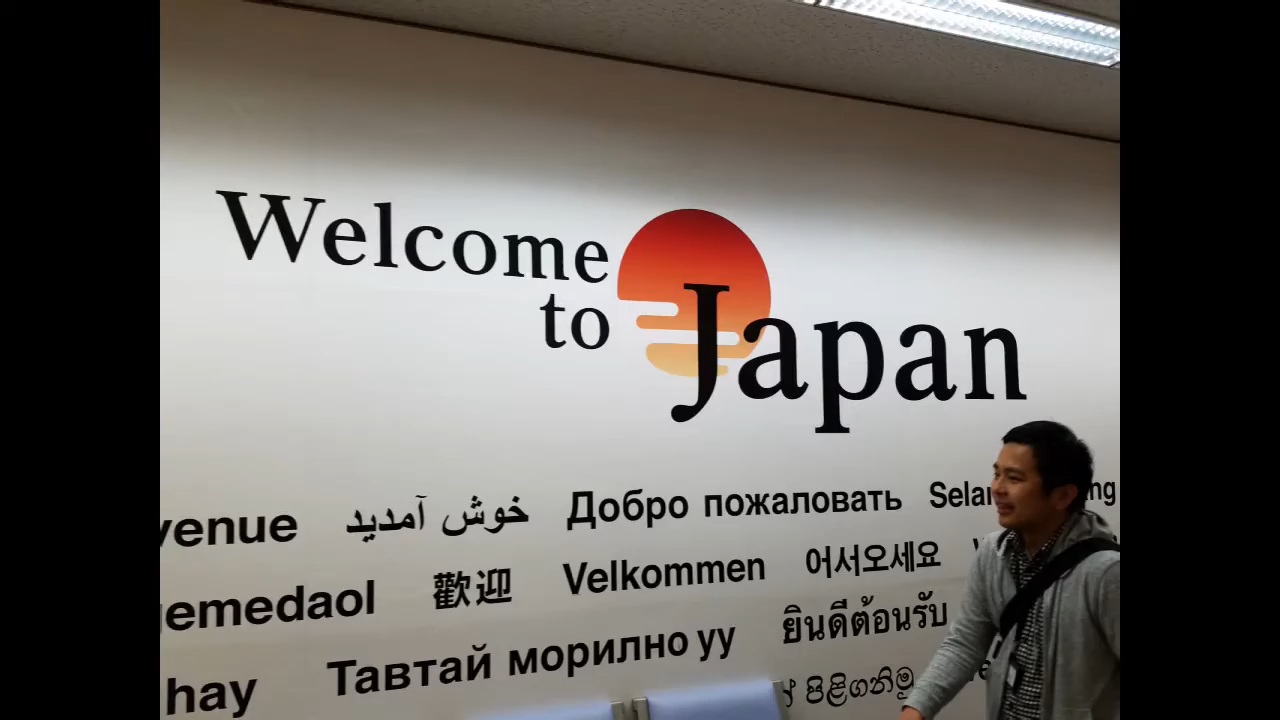 Welcome
to
Japan
venue خوش آمدید Добро пожаловать
emedaol 歡迎 Velkommen 어서오세요
hay Тавтай морилно уу ยินดีต้อนรับ
පිළිගනිමු